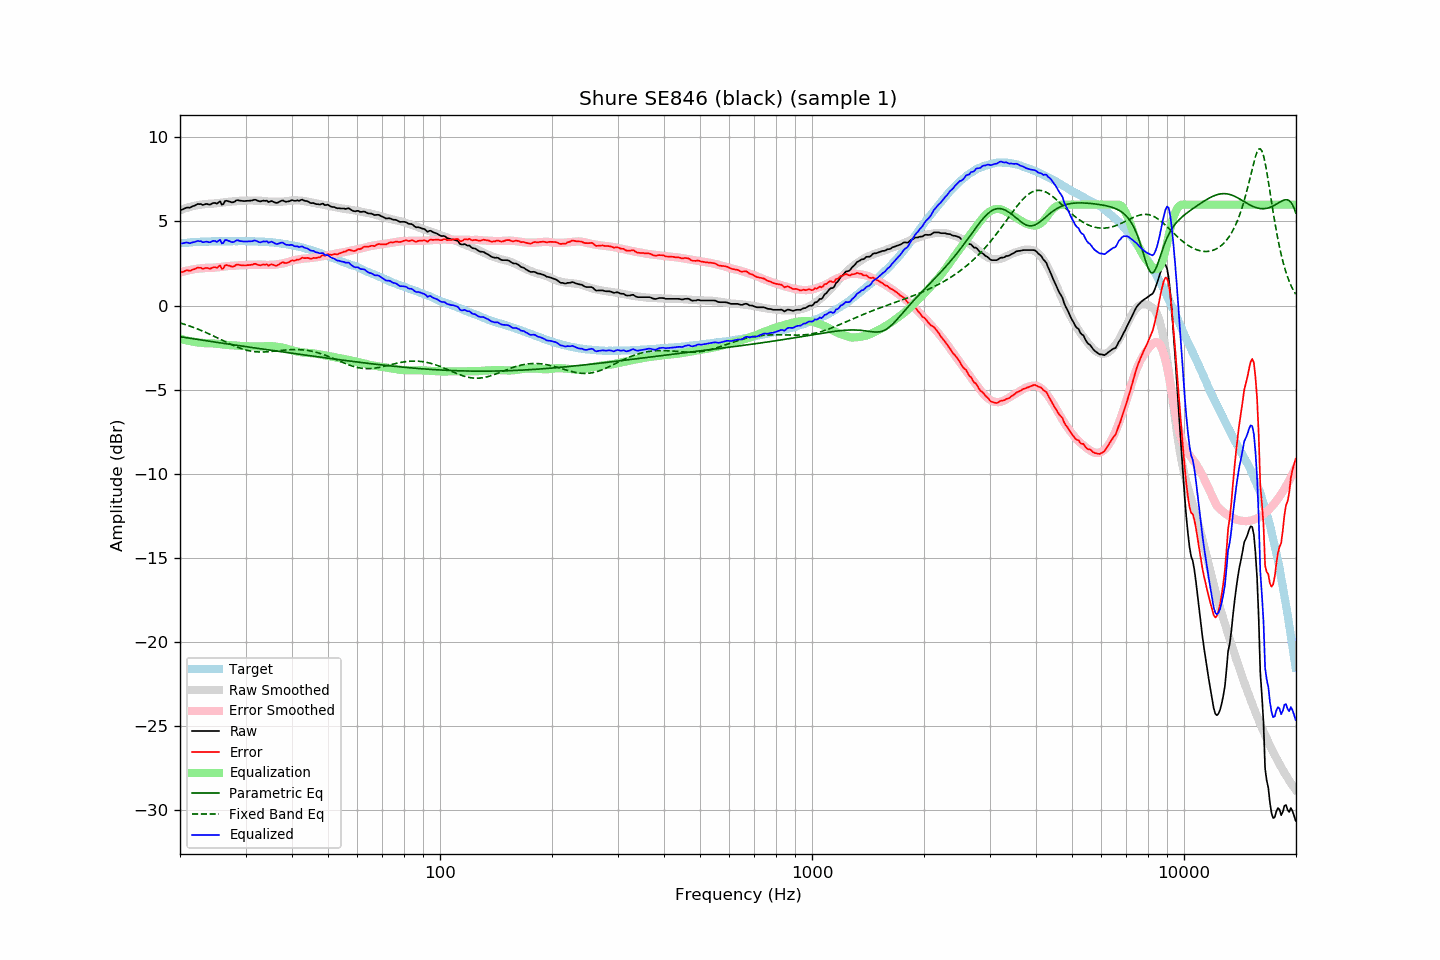 Shure SE846 (black) (sample 1)
10
5
0
−5
−10
−15
−20
−25
−30
Amplitude (dBr)
Target
Raw Smoothed
Error Smoothed
Raw
Error
Equalization
Parametric Eq
Fixed Band Eq
Equalized
100
1000
10000
Frequency (Hz)